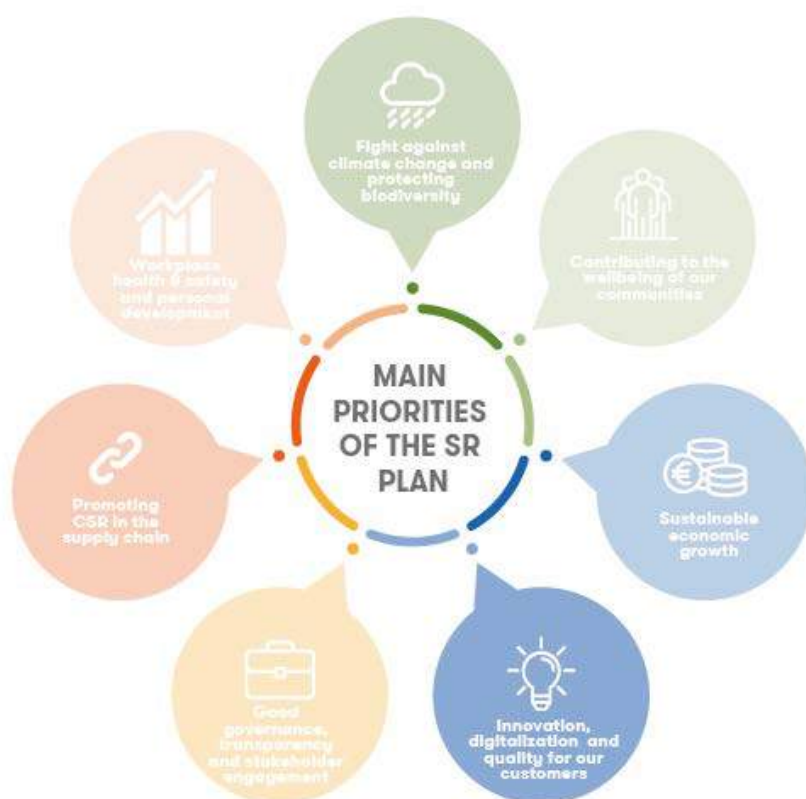 Fight against
climate change and
protecting
biodiversity
Contributing to the
wellbeing of our
communities
€
Sustainable
economic
growth
Innovation,
digitalization and
quality for our
customers
Good
governance,
transparency
and stakeholder
engagement
Promoting
CSR in the
supply chain
Workplace
health & safety
and personal
development
MAIN
PRIORITIES
OF THE SR
PLAN